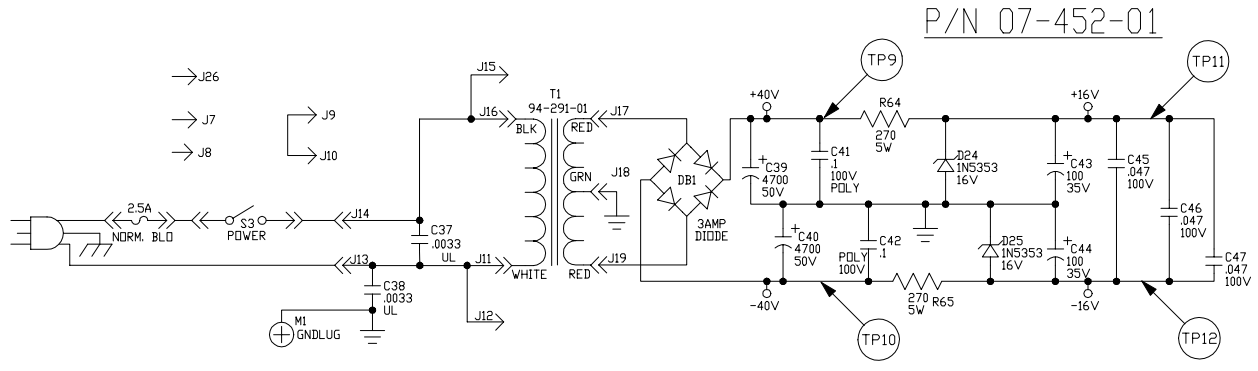 P/N 07-452-01
J26
J7
J8
J9
J10
J15
J16
T1
94-291-01
J17
BLK
RED
GRN
J18
WHITE
RED
J19
J11
J12
J13
J14
2.5A
NORM. BLO
S3
POWER
C37
.0033
UL
C38
.0033
UL
M1
GNDLUG
DB1
3AMP
DIODE
+40V
TP9
C39
4700
50V
C41
.1
100V
POLY
R64
270
5W
D24
1N5353
16V
+16V
TP11
C43
100
35V
C45
.047
100V
C46
.047
100V
C47
.047
100V
C40
4700
50V
C42
.1
POLY
100V
D25
1N5353
16V
C44
100
35V
270
5W
R65
-40V
TP10
-16V
TP12